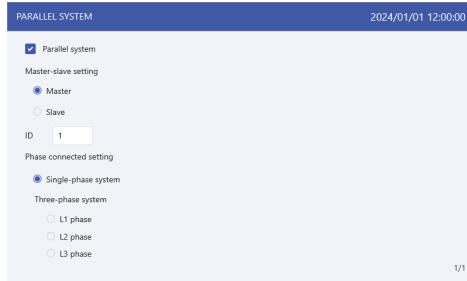 PARALLEL SYSTEM 2024/01/01 12:00:00
Parallel system
Master-slave setting
Master
Slave
ID 1
Phase connected setting
Single-phase system
Three-phase system
L1 phase
L2 phase
L3 phase
1/1